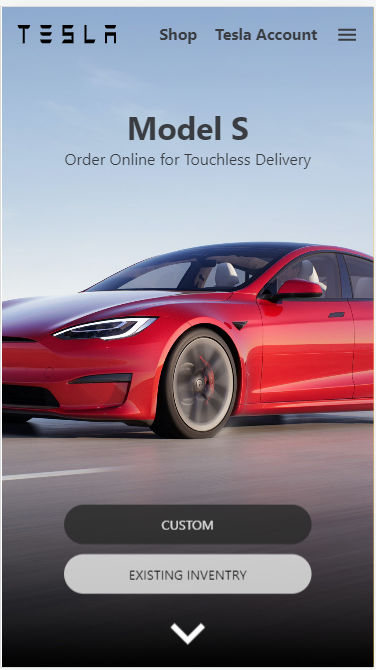 TESLA Shop Tesla Account
Model S
Order Online for Touchless Delivery
CUSTOM
EXISTING INVENTRY